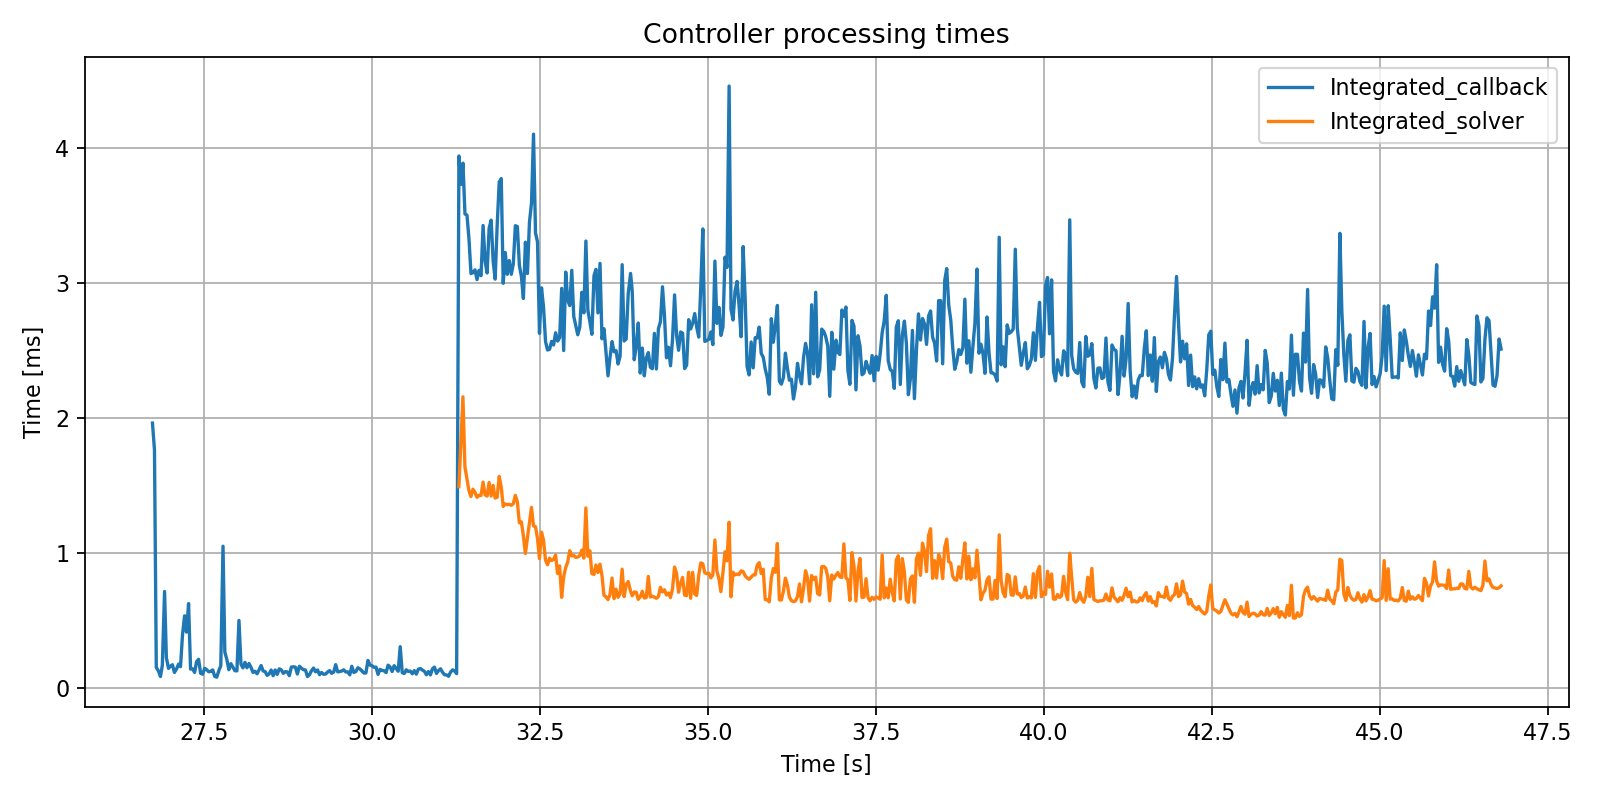 Controller processing times
Integrated_callback
Integrated_solver
Time [ms]
4
3
2
1
0
27.5
30.0
32.5
35.0
37.5
40.0
42.5
45.0
47.5
Time [s]